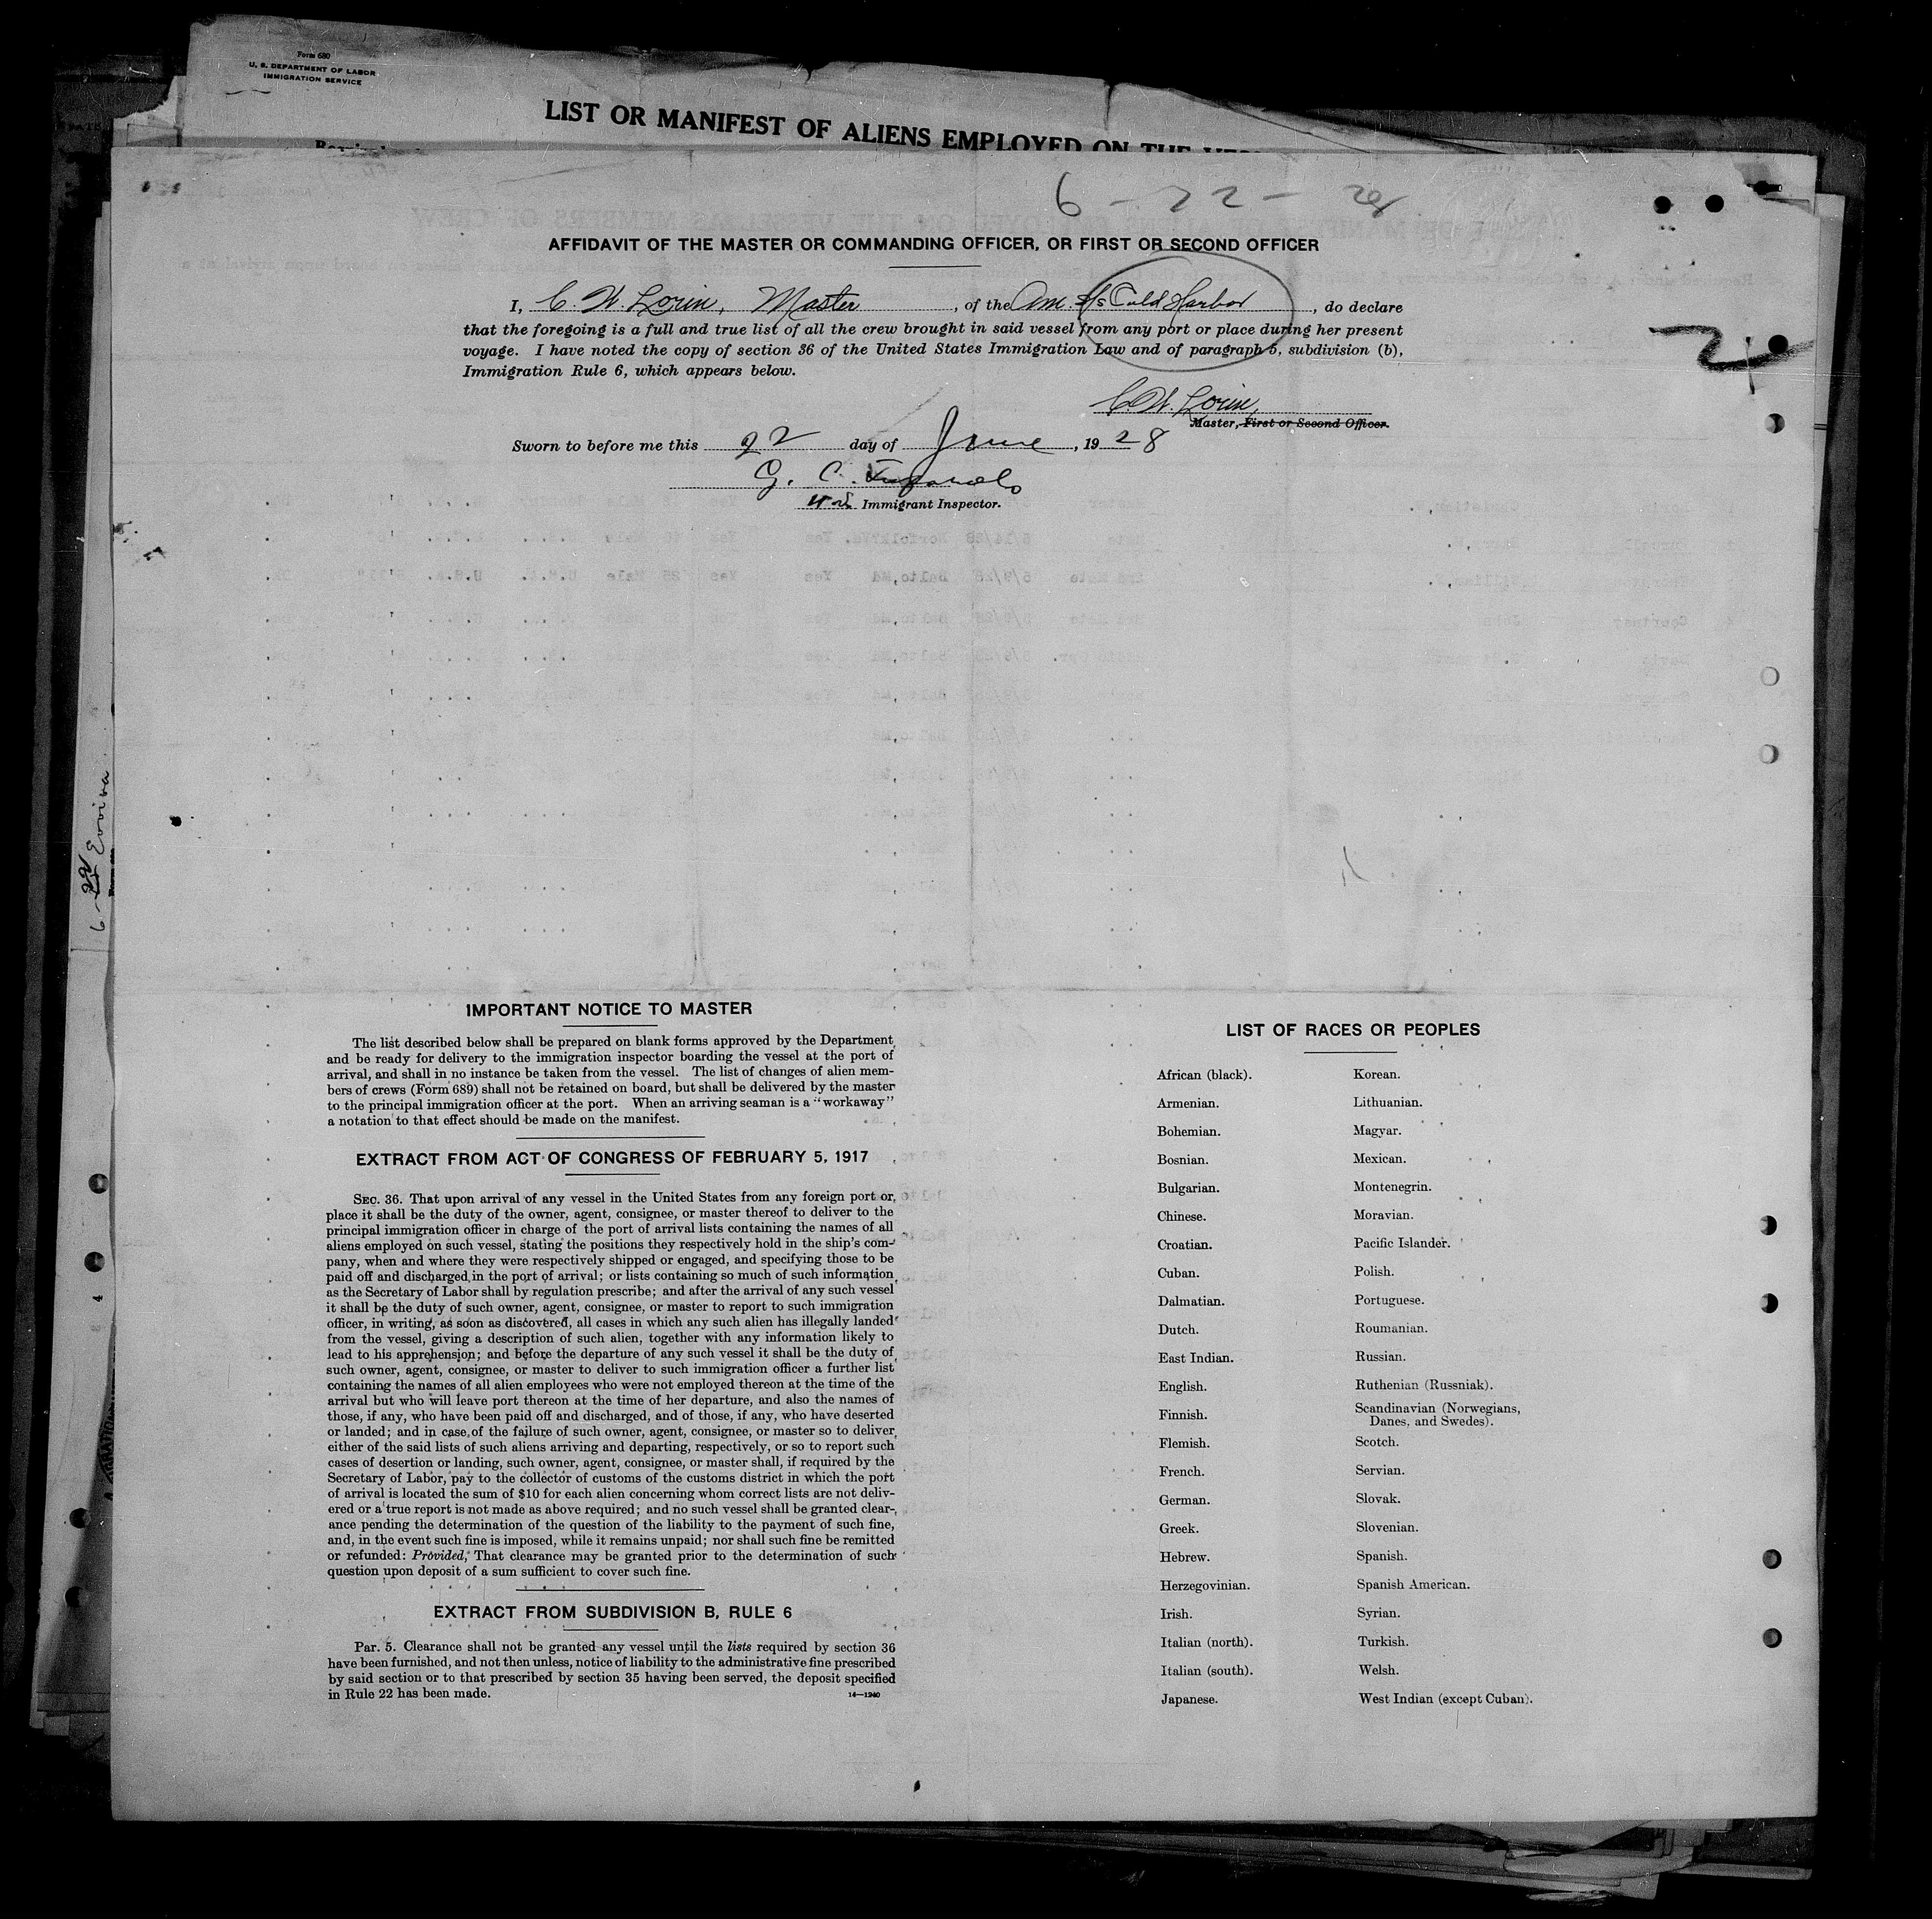 Form 680
U. S. DEPARTMENT OF LABOR
IMMIGRATION SERVICE
LIST OR MANIFEST OF ALIENS EMPLOYED ON THE
6 - 22 - 28
AFFIDAVIT OF THE MASTER OR COMMANDING OFFICER, OR FIRST OR SECOND OFFICER
I, C. W. Lorin, Master, of the Am. S/s Cold Harbor, do declare
that the foregoing is a full and true list of all the crew brought in said vessel from any port or place during her present
voyage. I have noted the copy of section 36 of the United States Immigration Law and of paragraph 5, subdivision (b),
Immigration Rule 6, which appears below.
C. W. Lorin,
Master, First or Second Officer.
Sworn to before me this 22 day of June, 1928
G. C.
Immigrant Inspector.
IMPORTANT NOTICE TO MASTER
The list described below shall be prepared on blank forms approved by the Department
and be ready for delivery to the immigration inspector boarding the vessel at the port of
arrival, and shall in no instance be taken from the vessel. The list of changes of alien mem-
bers of crews (Form 689) shall not be retained on board, but shall be delivered by the master
to the principal immigration officer at the port. When an arriving seaman is a "workaway"
a notation to that effect should be made on the manifest.
EXTRACT FROM ACT OF CONGRESS OF FEBRUARY 5, 1917
SEC. 36. That upon arrival of any vessel in the United States from any foreign port or
place it shall be the duty of the owner, agent, consignee, or master thereof to deliver to the
principal immigration officer in charge of the port of arrival lists containing the names of all
aliens employed on such vessel, stating the positions they respectively hold in the ship's com-
pany, when and where they were respectively shipped or engaged, and specifying those to be
paid off and discharged in the port of arrival; or lists containing so much of such information
as the Secretary of Labor shall by regulation prescribe; and after the arrival of any such vessel
it shall be the duty of such owner, agent, consignee, or master to report to such immigration
officer, in writing, as soon as discovered, all cases in which any such alien has illegally landed
from the vessel, giving a description of such alien, together with any information likely to
lead to his apprehension; and before the departure of any such vessel it shall be the duty of
such owner, agent, consignee, or master to deliver to such immigration officer a further list
containing the names of all alien employees who were not employed thereon at the time of the
arrival but who will leave port thereon at the time of her departure, and also the names of
those, if any, who have been paid off and discharged, and of those, if any, who have deserted
or landed; and in case of the failure of such owner, agent, consignee, or master so to deliver
either of the said lists of such aliens arriving and departing, respectively, or so to report such
cases of desertion or landing, such owner, agent, consignee, or master shall, if required by the
Secretary of Labor, pay to the collector of customs of the customs district in which the port
of arrival is located the sum of $10 for each alien concerning whom correct lists are not deliv-
ered or a true report is not made as above required; and no such vessel shall be granted clear-
ance pending the determination of the question of the liability to the payment of such fine,
and, in the event such fine is imposed, while it remains unpaid; nor shall such fine be remitted
or refunded: Provided, That clearance may be granted prior to the determination of such
question upon deposit of a sum sufficient to cover such fine.
EXTRACT FROM SUBDIVISION B, RULE 6
Par. 5. Clearance shall not be granted any vessel until the lists required by section 36
have been furnished, and not then unless, notice of liability to the administrative fine prescribed
by said section or to that prescribed by section 35 having been served, the deposit specified
in Rule 22 has been made.
14—1240
LIST OF RACES OR PEOPLES
African (black).
Armenian.
Bohemian.
Bosnian.
Bulgarian.
Chinese.
Croatian.
Cuban.
Dalmatian.
Dutch.
East Indian.
English.
Finnish.
Flemish.
French.
German.
Greek.
Hebrew.
Herzegovinian.
Irish.
Italian (north).
Italian (south).
Japanese.
Korean.
Lithuanian.
Magyar.
Mexican.
Montenegrin.
Moravian.
Pacific Islander.
Polish.
Portuguese.
Roumanian.
Russian.
Ruthenian (Russniak).
Scandinavian (Norwegians,
Danes, and Swedes).
Scotch.
Servian.
Slovak.
Slovenian.
Spanish.
Spanish American.
Syrian.
Turkish.
Welsh.
West Indian (except Cuban).